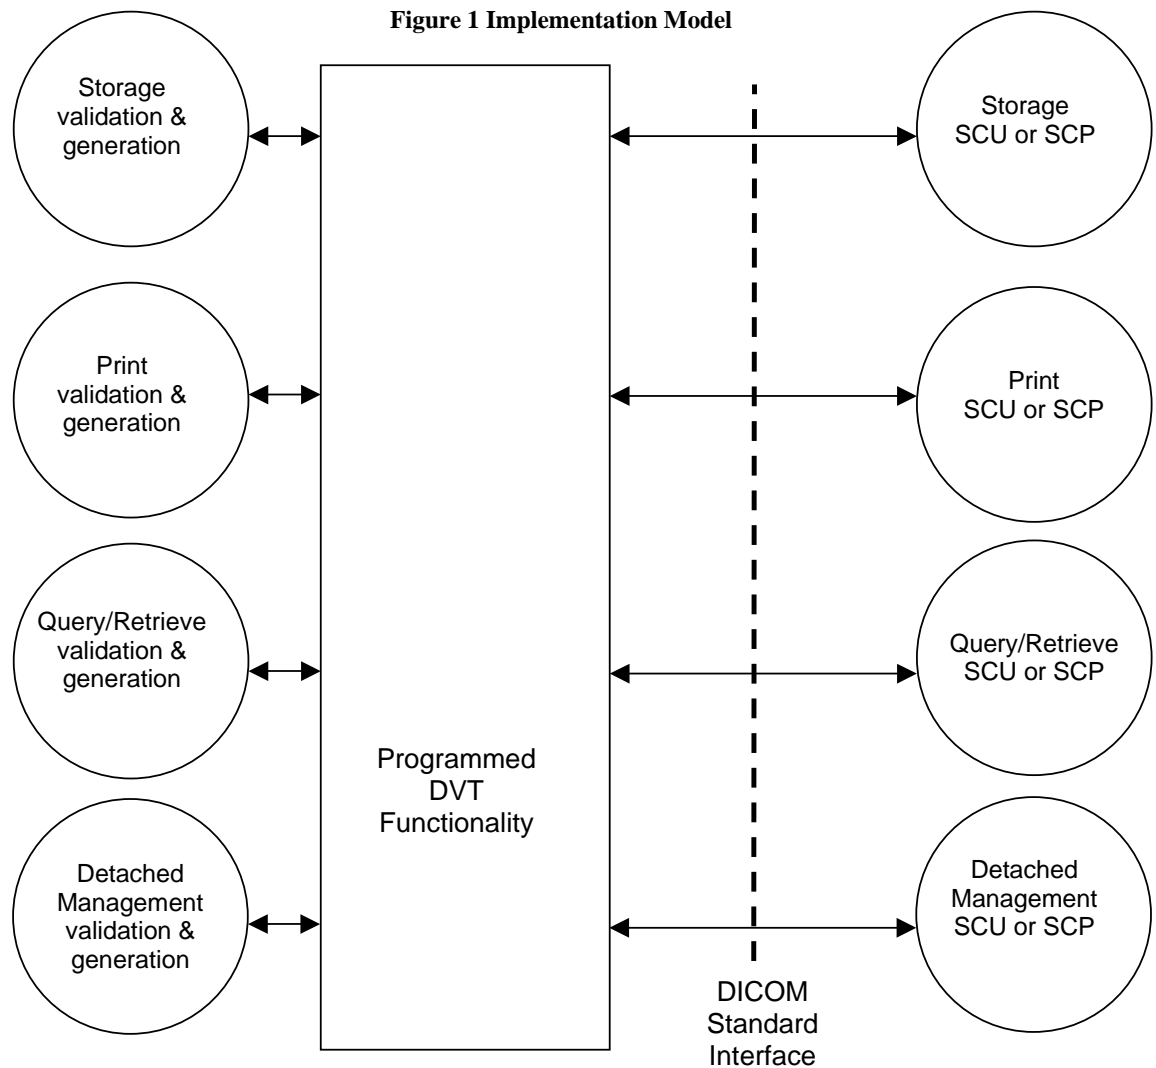 Figure 1 Implementation Model
Storage
validation &
generation
Storage
SCU or SCP
Print
validation &
generation
Print
SCU or SCP
Query/Retrieve
validation &
generation
Query/Retrieve
SCU or SCP
Programmed
DVT
Functionality
Detached
Management
validation &
generation
Detached
Management
SCU or SCP
DICOM
Standard
Interface